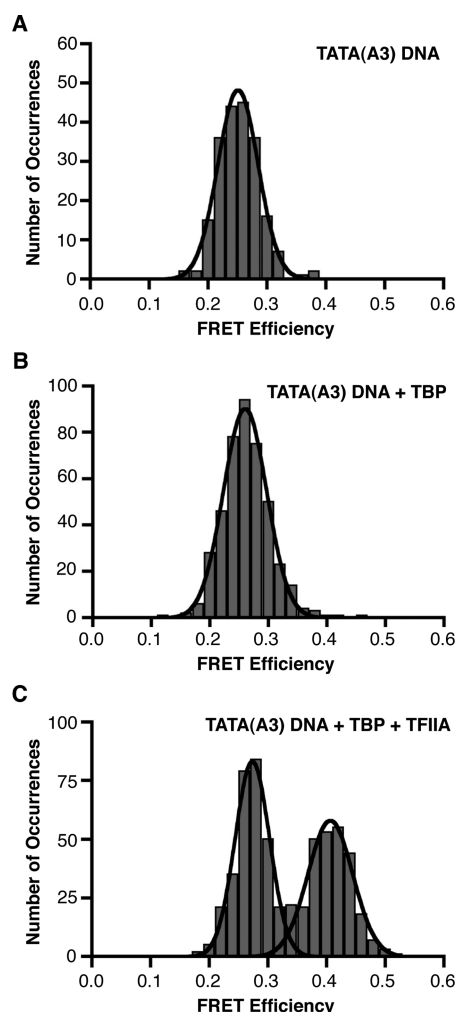 A
TATA(A3) DNA
Number of Occurrences
60
50
40
30
20
10
0
0.0 0.1 0.2 0.3 0.4 0.5 0.6
FRET Efficiency
B
TATA(A3) DNA + TBP
Number of Occurrences
100
80
60
40
20
0
0.0 0.1 0.2 0.3 0.4 0.5 0.6
FRET Efficiency
C
TATA(A3) DNA + TBP + TFIIA
Number of Occurrences
100
75
50
25
0
0.0 0.1 0.2 0.3 0.4 0.5 0.6
FRET Efficiency